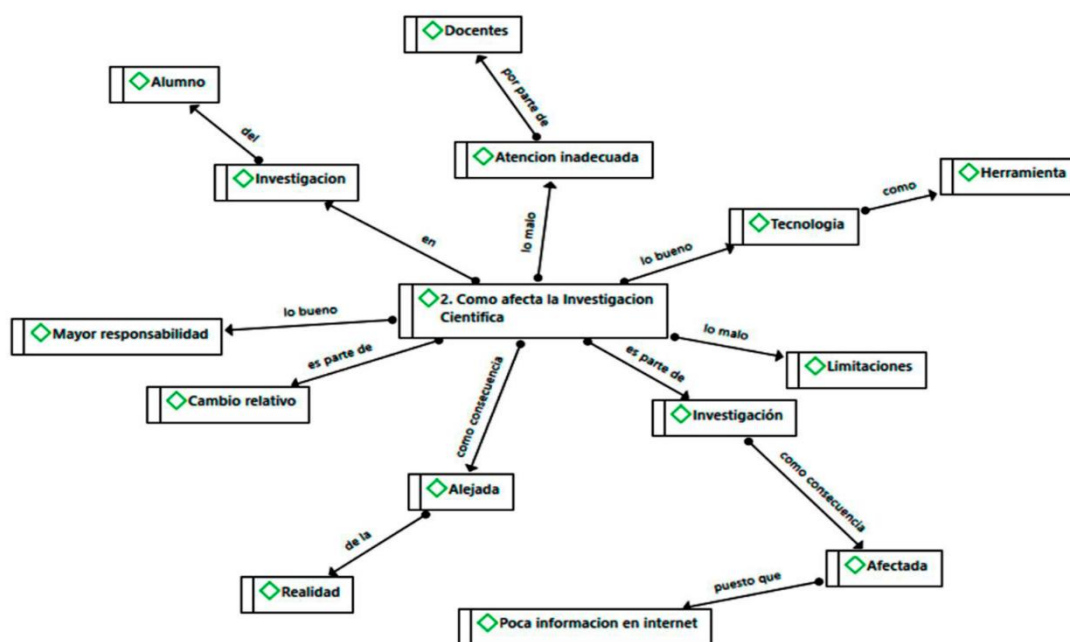 Docentes
por parte de
Alumno
del
Atencion inadecuada
Investigacion
Herramienta
como
Tecnologia
lo malo
en
lo bueno
2. Como afecta la Investigacion
Cientifica
lo bueno
Mayor responsabilidad
lo malo
Limitaciones
es parte de
Cambio relativo
es parte de
Investigación
como consecuencia
Alejada
como consecuencia
de la
Realidad
Afectada
puesto que
Poca informacion en internet